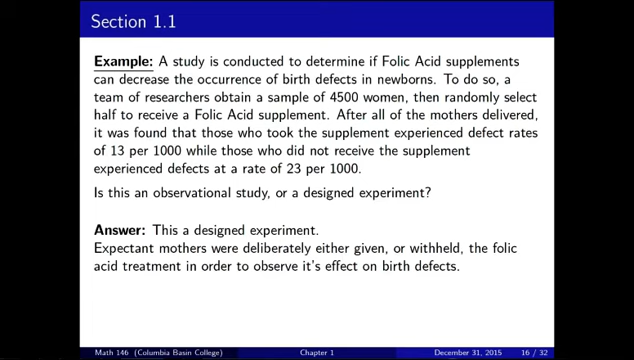 Section 1.1
Example: A study is conducted to determine if Folic Acid supplements
can decrease the occurrence of birth defects in newborns. To do so, a
team of researchers obtain a sample of 4500 women, then randomly select
half to receive a Folic Acid supplement. After all of the mothers delivered,
it was found that those who took the supplement experienced defect rates
of 13 per 1000 while those who did not receive the supplement
experienced defects at a rate of 23 per 1000.
Is this an observational study, or a designed experiment?
Answer: This a designed experiment.
Expectant mothers were deliberately either given, or withheld, the folic
acid treatment in order to observe it's effect on birth defects.
Math 146 (Columbia Basin College) Chapter 1 December 31, 2015 16 / 32